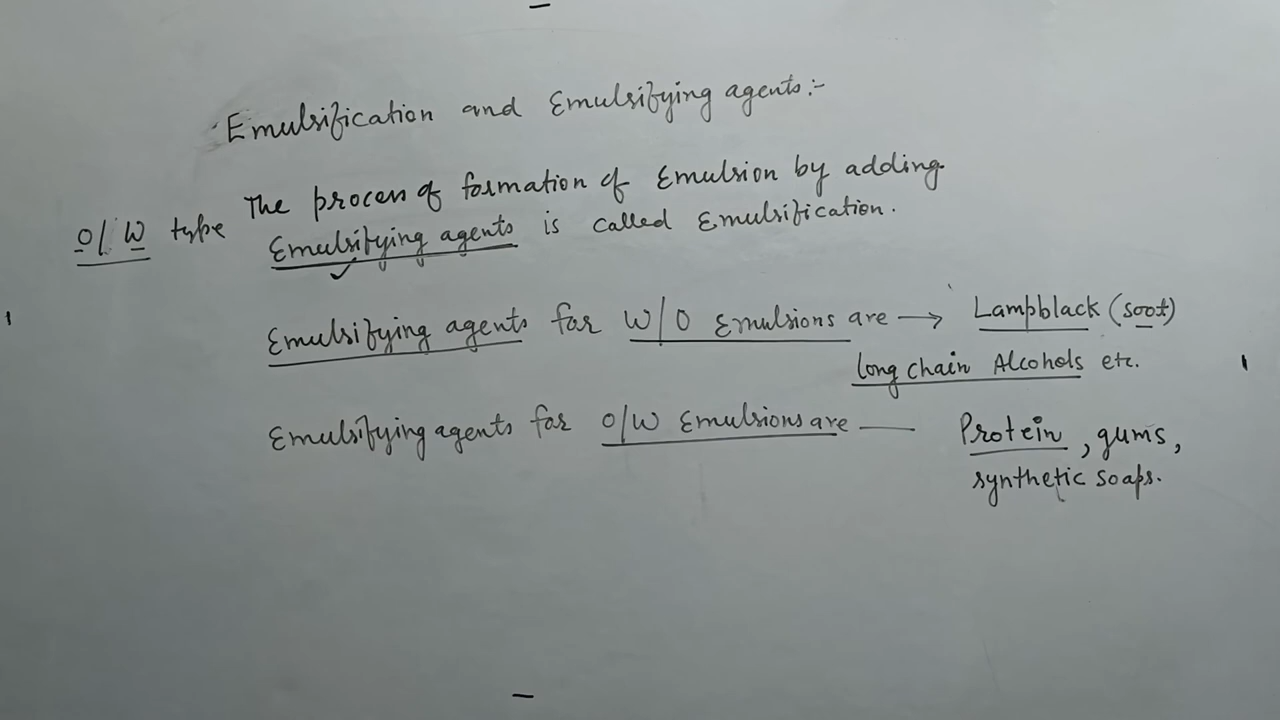 Emulsification and Emulsifying agents:-
The process of formation of Emulsion by adding
O/W type
Emulsifying agents is called Emulsification.
Emulsifying agents for W/O Emulsions are → Lampblack (soot)
long chain Alcohols etc.
Emulsifying agents for O/W Emulsions are — Protein, gums,
synthetic soaps.